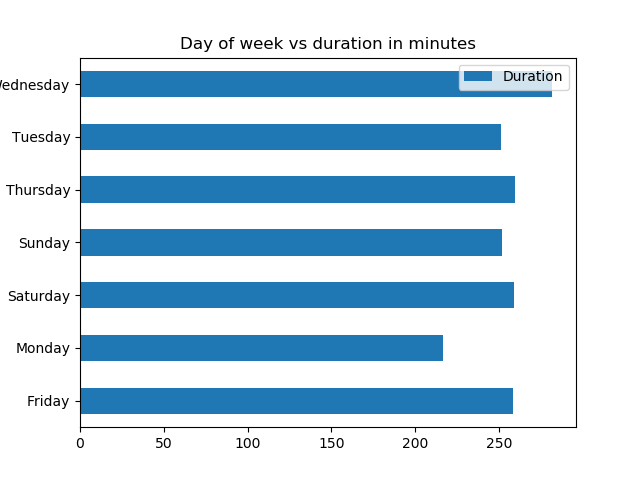 Day of week vs duration in minutes
Duration
ednesday
Tuesday
Thursday
Sunday
Saturday
Monday
Friday
0 50 100 150 200 250